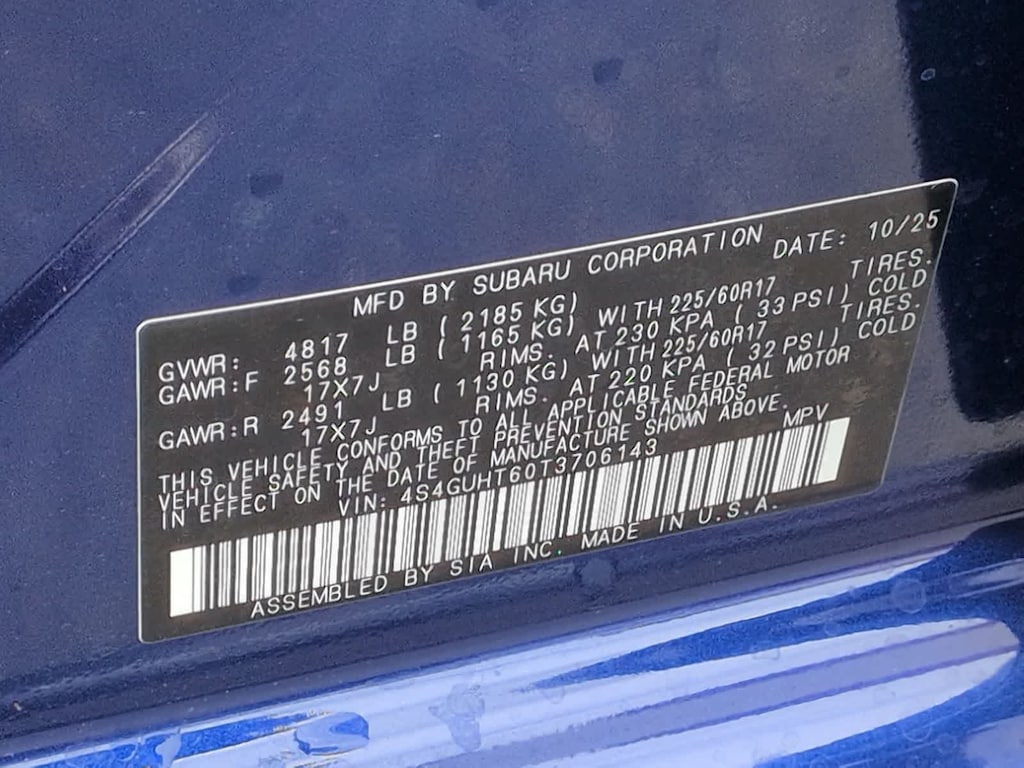 MFD BY SUBARU CORPORATION DATE: 10/25
GVWR: 4817 LB ( 2185 KG)
GAWR:F 2568 LB ( 1165 KG) WITH 225/60R17 TIRES.
17X7J RIMS. AT 230 KPA ( 33 PSI) COLD
GAWR:R 2491 LB ( 1130 KG) WITH 225/60R17 TIRES.
17X7J RIMS. AT 220 KPA ( 32 PSI) COLD
THIS VEHICLE CONFORMS TO ALL APPLICABLE FEDERAL MOTOR
VEHICLE SAFETY AND THEFT PREVENTION STANDARDS
IN EFFECT ON THE DATE OF MANUFACTURE SHOWN ABOVE.
VIN: 4S4GUHT60T3706143 MPV
ASSEMBLED BY SIA INC. MADE IN U.S.A.